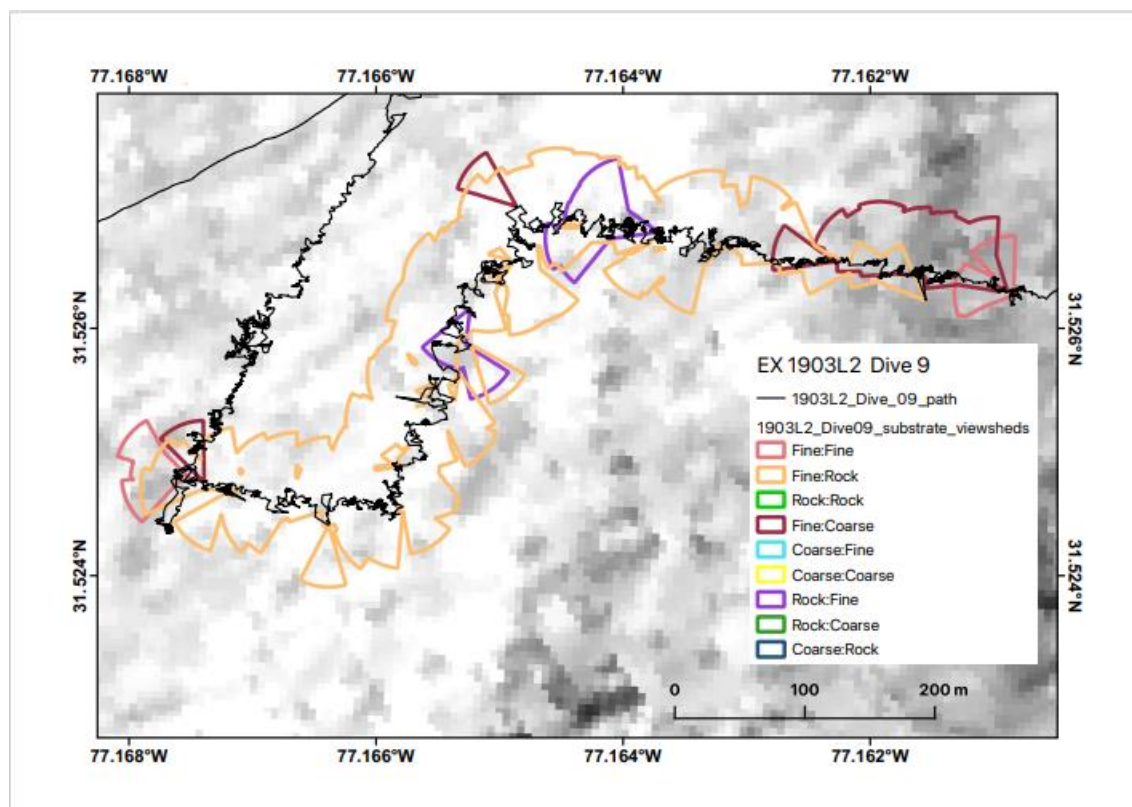 77.168°W 77.166°W 77.164°W 77.162°W
31.526°N
31.526°N
31.524°N
31.524°N
EX 1903L2 Dive 9
1903L2_Dive_09_path
1903L2_Dive09_substrate_viewsheds
Fine:Fine
Fine:Rock
Rock:Rock
Fine:Coarse
Coarse:Fine
Coarse:Coarse
Rock:Fine
Rock:Coarse
Coarse:Rock
0 100 200 m
77.168°W 77.166°W 77.164°W 77.162°W